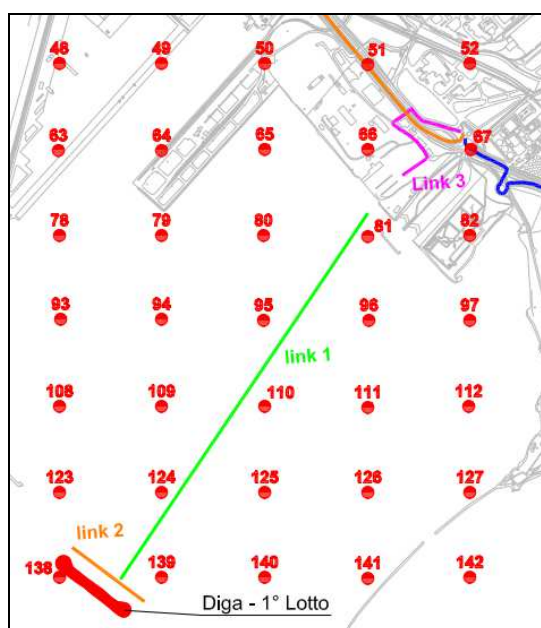 48 49 50 51 52
63 64 65 66 67
Link 3
78 79 80 81 82
93 94 95 96 97
link 1
108 109 110 111 112
123 124 125 126 127
link 2
138 139 140 141 142
Diga - 1° Lotto